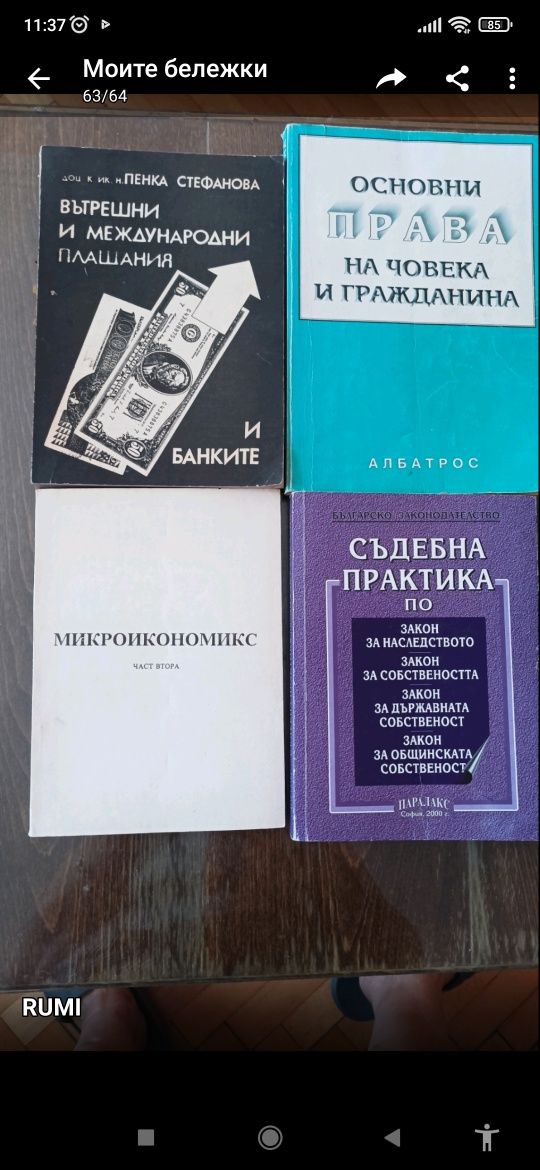 11:37
85
Моите бележки
63/64
доц. к. ик. н. ПЕНКА СТЕФАНОВА
ВЪТРЕШНИ
И МЕЖДУНАРОДНИ
ПЛАЩАНИЯ
И
БАНКИТЕ
ОСНОВНИ
ПРАВА
НА ЧОВЕКА
И ГРАЖДАНИНА
АЛБАТРОС
МИКРОИКОНОМИКС
ЧАСТ ВТОРА
БЪЛГАРСКО ЗАКОНОДАТЕЛСТВО
СЪДЕБНА
ПРАКТИКА
ПО
ЗАКОН
ЗА НАСЛЕДСТВОТО
ЗАКОН
ЗА СОБСТВЕНОСТТА
ЗАКОН
ЗА ДЪРЖАВНАТА
СОБСТВЕНОСТ
ЗАКОН
ЗА ОБЩИНСКАТА
СОБСТВЕНОСТ
ПАРАЛАКС
София, 2000 г.
RUMI